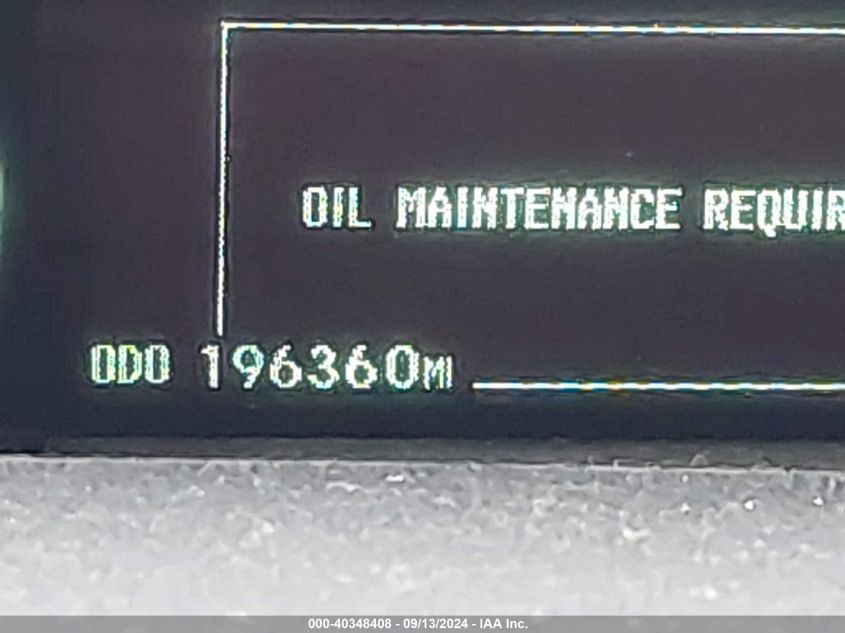 OIL MAINTENANCE REQUIR
ODO 196360MI
000-40348408 - 09/13/2024 - IAA Inc.